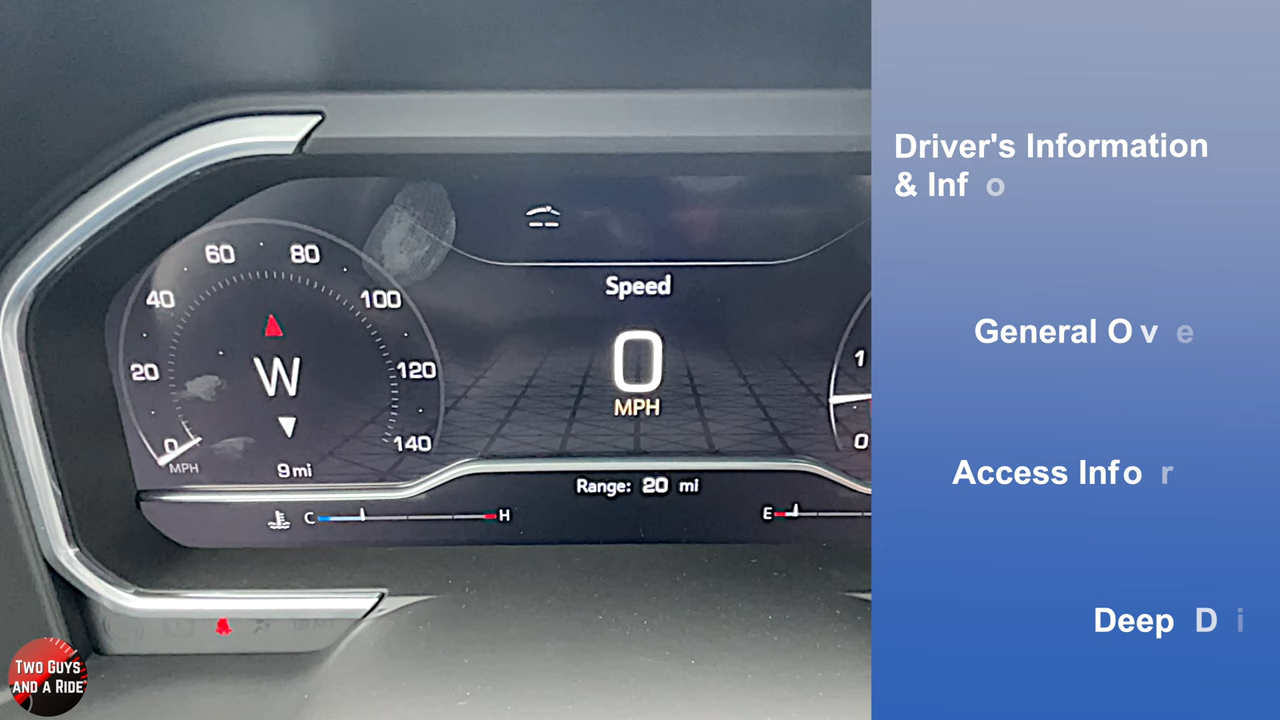 Driver's Information
& Inf o
General O v e
Access Info r
Deep D i
60 80
40 100
20 120
0 140
MPH
W
9 mi
Speed
0
MPH
1
0
Range: 20 mi
C H
E
TWO GUYS
AND A RIDE